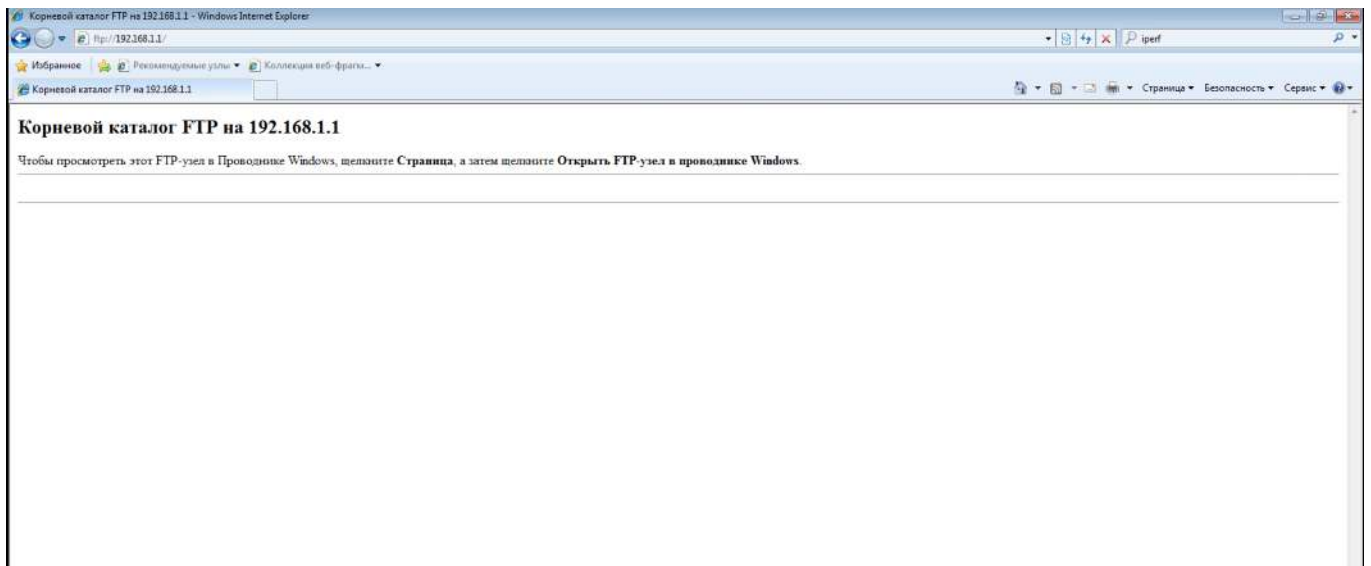 Корневой каталог FTP на 192.168.1.1 - Windows Internet Explorer
ftp://192.168.1.1/
iperf
Избранное
Рекомендуемые узлы
Коллекция веб-фрагм...
Корневой каталог FTP на 192.168.1.1
Страница
Безопасность
Сервис
Корневой каталог FTP на 192.168.1.1
Чтобы просмотреть этот FTP-узел в Проводнике Windows, щелкните Страница, а затем щелкните Открыть FTP-узел в проводнике Windows.